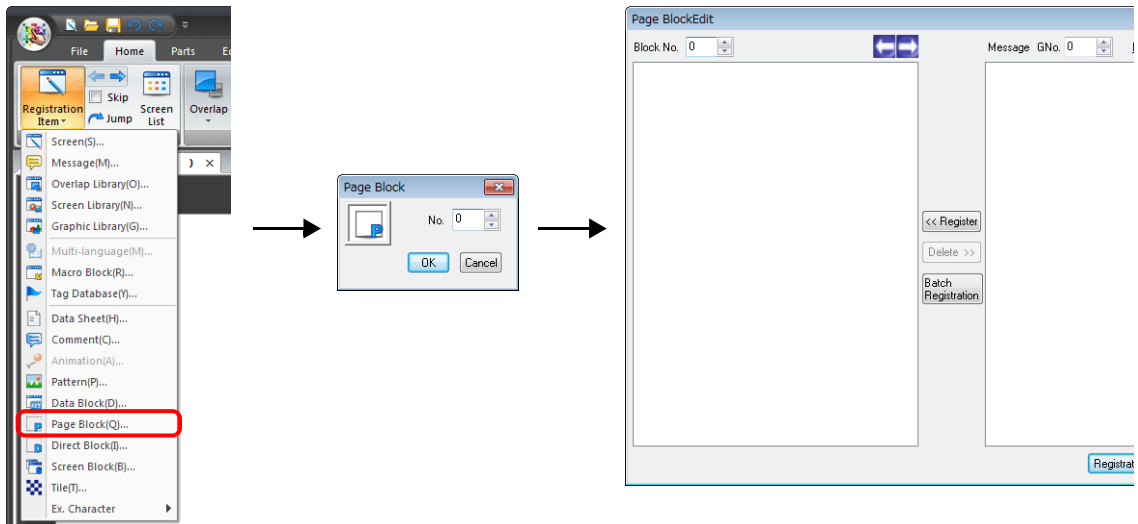 File Home Parts
Skip
Registration
Item
Jump
Screen
List
Overlap
Screen(S)...
Message(M)...
Overlap Library(O)...
Screen Library(N)...
Graphic Library(G)...
Multi-language(M)...
Macro Block(R)...
Tag Database(Y)...
Data Sheet(H)...
Comment(C)...
Animation(A)...
Pattern(P)...
Data Block(D)...
Page Block(Q)...
Direct Block(I)...
Screen Block(B)...
Tile(T)...
Ex. Character
Page Block
No. 0
OK Cancel
Page BlockEdit
Block No. 0
Message GNo. 0
<< Register
Delete >>
Batch
Registration
Registrat